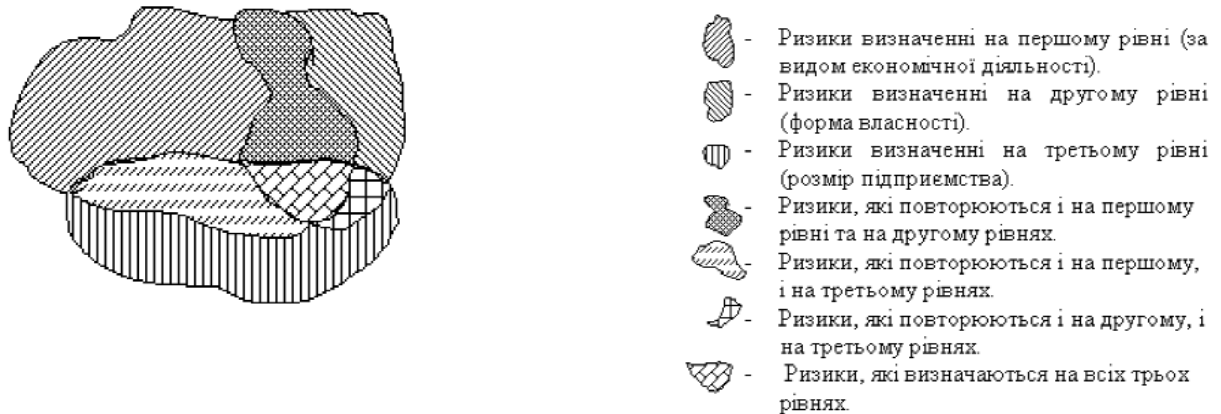 - Ризики визначенні на першому рівні (за
видом економічної діяльності).
- Ризики визначенні на другому рівні
(форма власності).
- Ризики визначенні на третьому рівні
(розмір підприємства).
- Ризики, які повторюються і на першому
рівні та на другому рівнях.
- Ризики, які повторюються і на першому,
і на третьому рівнях.
- Ризики, які повторюються і на другому, і
на третьому рівнях.
- Ризики, які визначаються на всіх трьох
рівнях.